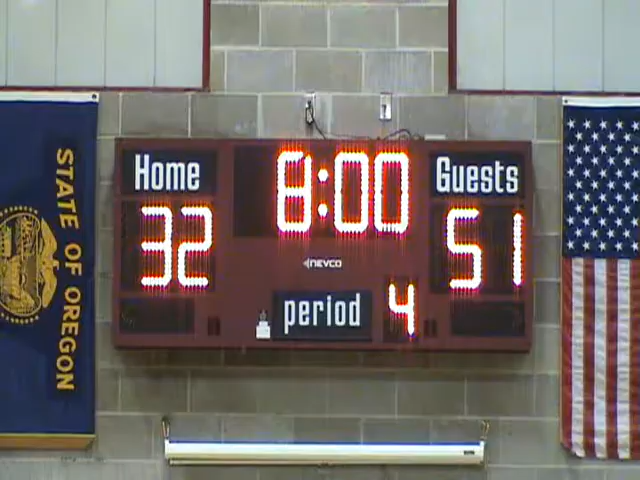 Home
8:00
Guests
32
51
NEVCO
period
4
STATE OF OREGON